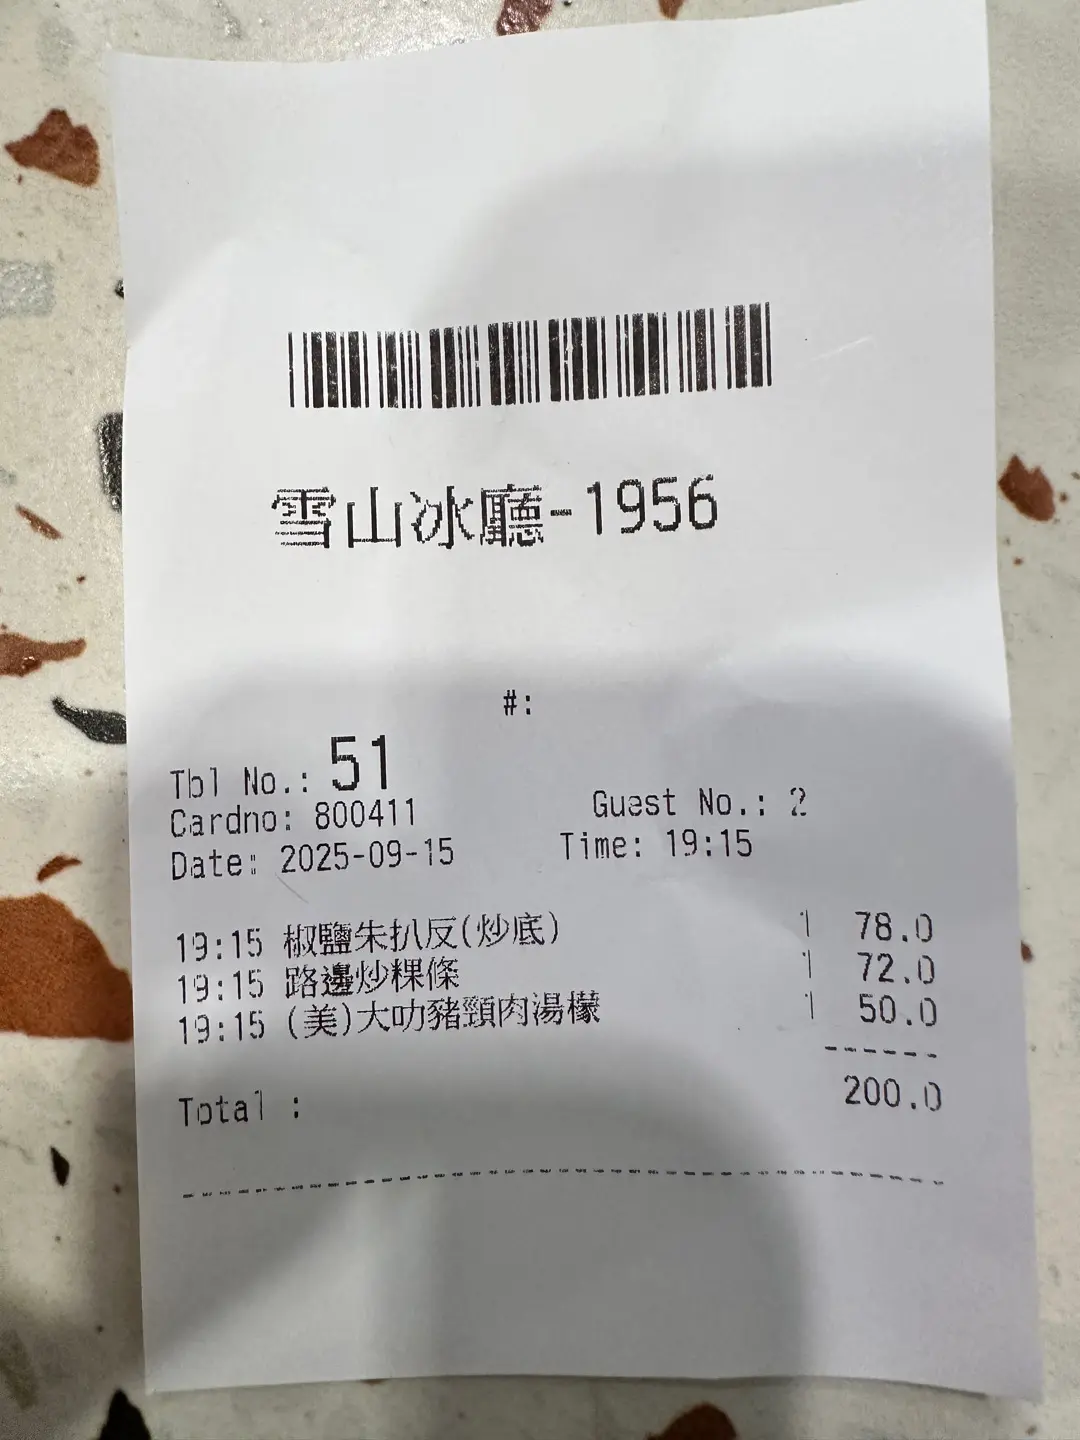 雪山冰廳-1956
#:
Tbl No.: 51
Cardno: 800411 Guest No.: 2
Date: 2025-09-15 Time: 19:15
19:15 椒鹽朱扒反(炒底) 1 78.0
19:15 路邊炒粿條 1 72.0
19:15 (美)大叻豬頸肉湯檬 1 50.0
------
Total : 200.0